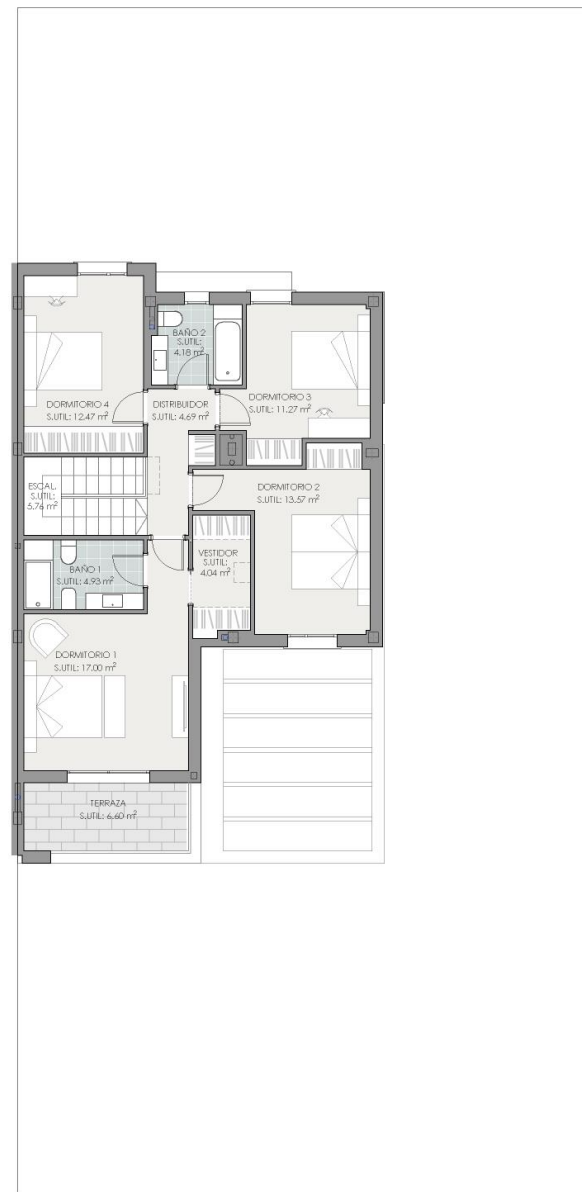 BAÑO 2
S.UTIL:
4.18 m²
DORMITORIO 4
S.UTIL: 12.47 m²
DISTRIBUIDOR
S.UTIL: 4.69 m²
DORMITORIO 3
S.UTIL: 11.27 m²
ESCAL.
S.UTIL:
5.76 m²
DORMITORIO 2
S.UTIL: 13.57 m²
BAÑO 1
S.UTIL: 4.93 m²
VESTIDOR
S.UTIL:
4.04 m²
DORMITORIO 1
S.UTIL: 17.00 m²
TERRAZA
S.UTIL: 6.60 m²